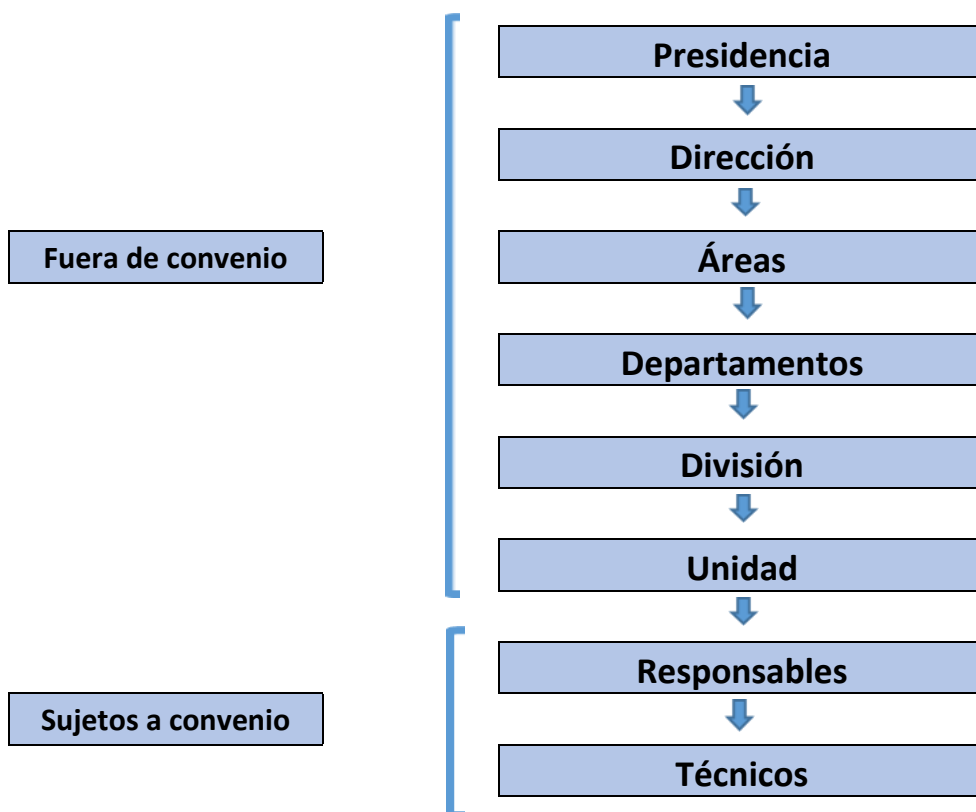 Presidencia
Dirección
Fuera de convenio
Áreas
Departamentos
División
Unidad
Responsables
Sujetos a convenio
Técnicos